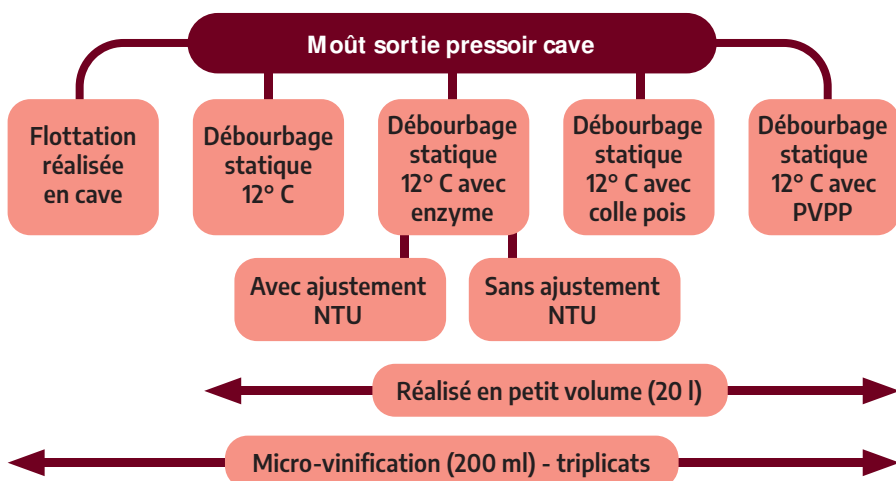 Moût sortie pressoir cave
Flottation
réalisée
en cave
Débourbage
statique
12° C
Débourbage
statique
12° C avec
enzyme
Débourbage
statique
12° C avec
colle pois
Débourbage
statique
12° C avec
PVPP
Avec ajustement
NTU
Sans ajustement
NTU
Réalisé en petit volume (20 l)
Micro-vinification (200 ml) - triplicats